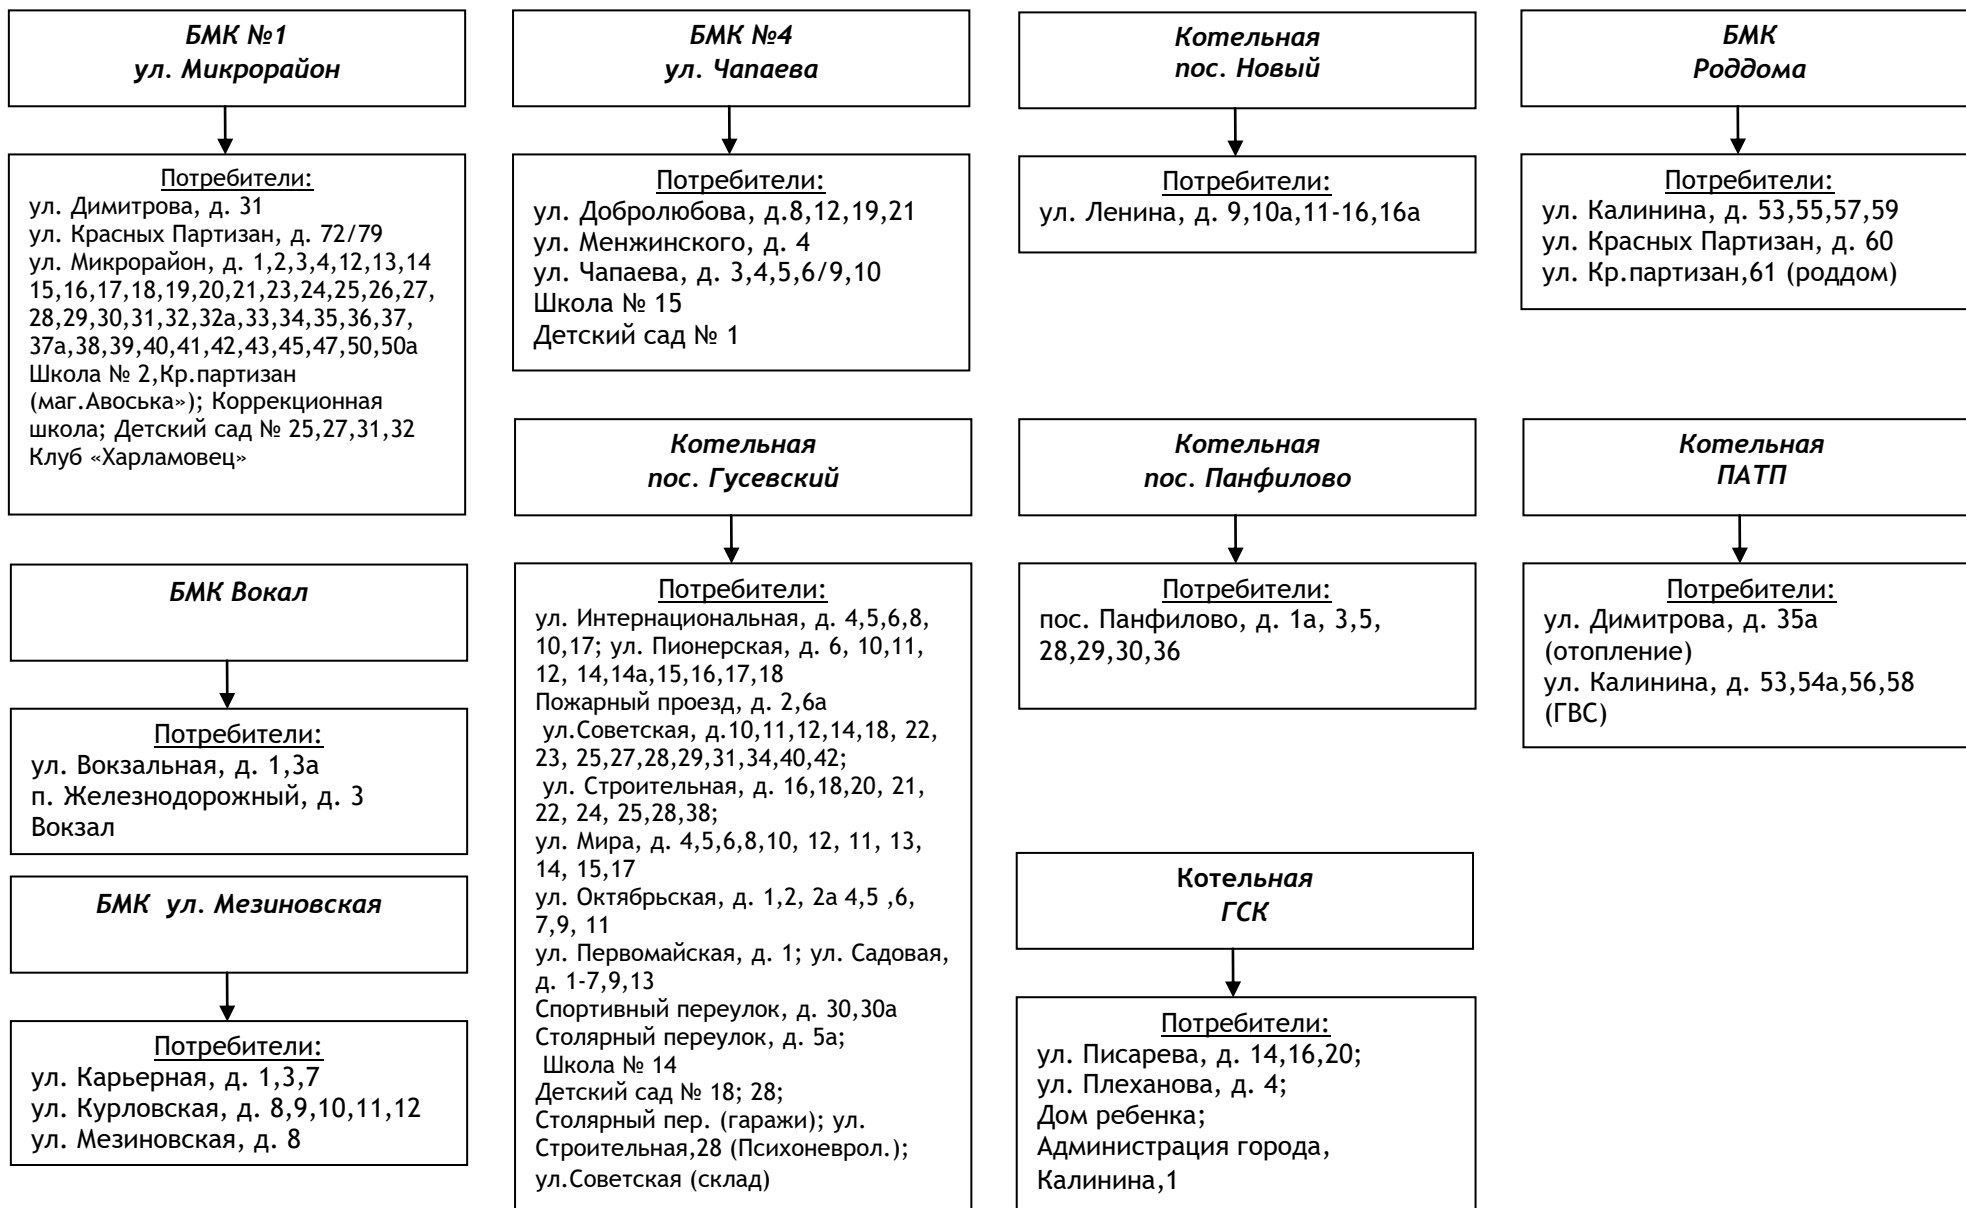 БМК №1
ул. Микрорайон
Потребители:
ул. Димитрова, д. 31
ул. Красных Партизан, д. 72/79
ул. Микрорайон, д. 1,2,3,4,12,13,14
15,16,17,18,19,20,21,23,24,25,26,27,
28,29,30,31,32,32а,33,34,35,36,37,
37а,38,39,40,41,42,43,45,47,50,50а
Школа № 2,Кр.партизан
(маг.Авоська»); Коррекционная
школа; Детский сад № 25,27,31,32
Клуб «Харламовец»
БМК №4
ул. Чапаева
Потребители:
ул. Добролюбова, д.8,12,19,21
ул. Менжинского, д. 4
ул. Чапаева, д. 3,4,5,6/9,10
Школа № 15
Детский сад № 1
Котельная
пос. Новый
Потребители:
ул. Ленина, д. 9,10а,11-16,16а
БМК
Роддома
Потребители:
ул. Калинина, д. 53,55,57,59
ул. Красных Партизан, д. 60
ул. Кр.партизан,61 (роддом)
БМК Вокал
Потребители:
ул. Вокзальная, д. 1,3а
п. Железнодорожный, д. 3
Вокзал
БМК ул. Мезиновская
Потребители:
ул. Карьерная, д. 1,3,7
ул. Курловская, д. 8,9,10,11,12
ул. Мезиновская, д. 8
Котельная
пос. Гусевский
Потребители:
ул. Интернациональная, д. 4,5,6,8,
10,17; ул. Пионерская, д. 6, 10,11,
12, 14,14а,15,16,17,18
Пожарный проезд, д. 2,6а
ул.Советская, д.10,11,12,14,18, 22,
23, 25,27,28,29,31,34,40,42;
ул. Строительная, д. 16,18,20, 21,
22, 24, 25,28,38;
ул. Мира, д. 4,5,6,8,10, 12, 11, 13,
14, 15,17
ул. Октябрьская, д. 1,2, 2а 4,5 ,6,
7,9, 11
ул. Первомайская, д. 1; ул. Садовая,
д. 1-7,9,13
Спортивный переулок, д. 30,30а
Столярный переулок, д. 5а;
Школа № 14
Детский сад № 18; 28;
Столярный пер. (гаражи); ул.
Строительная,28 (Психоневрол.);
ул.Советская (склад)
Котельная
пос. Панфилово
Потребители:
пос. Панфилово, д. 1а, 3,5,
28,29,30,36
Котельная
ПАТП
Потребители:
ул. Димитрова, д. 35а
(отопление)
ул. Калинина, д. 53,54а,56,58
(ГВС)
Котельная
ГСК
Потребители:
ул. Писарева, д. 14,16,20;
ул. Плеханова, д. 4;
Дом ребенка;
Администрация города,
Калинина,1